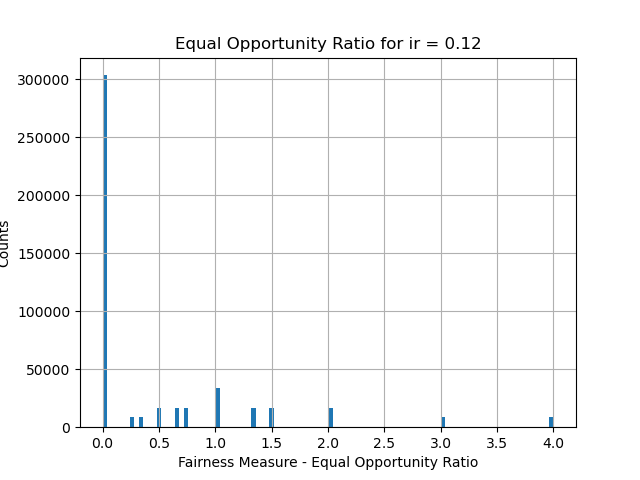 Equal Opportunity Ratio for ir = 0.12
300000
250000
200000
150000
100000
50000
0
Counts
0.0 0.5 1.0 1.5 2.0 2.5 3.0 3.5 4.0
Fairness Measure - Equal Opportunity Ratio